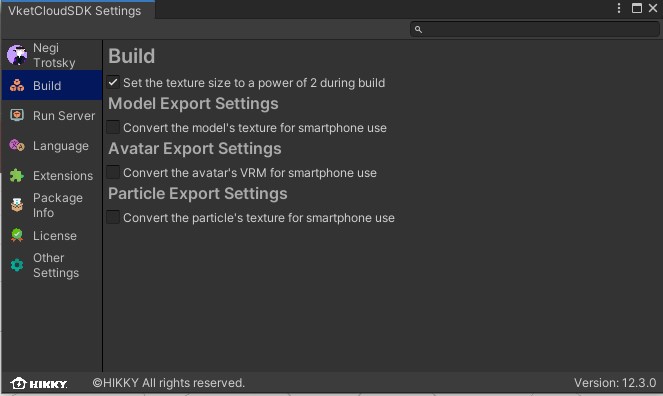 VketCloudSDK Settings
Negi
Trotsky
Build
Run Server
Language
Extensions
Package
Info
License
Other
Settings
Build
Set the texture size to a power of 2 during build
Model Export Settings
Convert the model's texture for smartphone use
Avatar Export Settings
Convert the avatar's VRM for smartphone use
Particle Export Settings
Convert the particle's texture for smartphone use
HIKKY
©HIKKY All rights reserved.
Version: 12.3.0